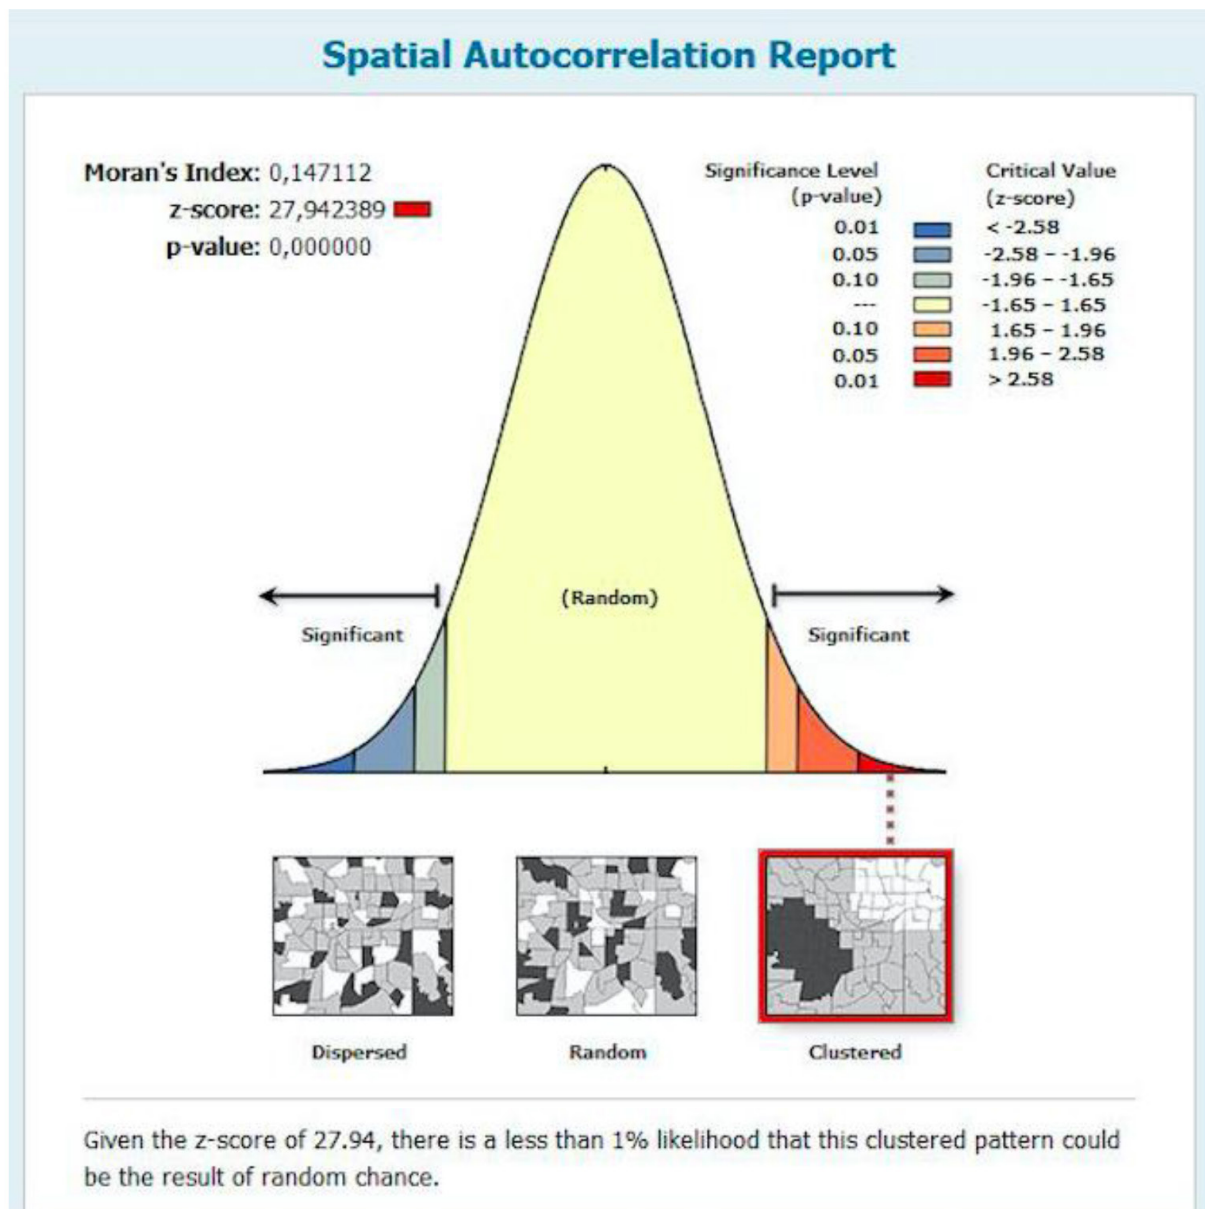 Spatial Autocorrelation Report
Moran's Index: 0,147112
z-score: 27,942389
p-value: 0,000000
Significance Level
(p-value)
Critical Value
(z-score)
0.01 < -2.58
0.05 -2.58 – -1.96
0.10 -1.96 – -1.65
--- -1.65 – 1.65
0.10 1.65 – 1.96
0.05 1.96 – 2.58
0.01 > 2.58
(Random)
Significant
Significant
Dispersed
Random
Clustered
Given the z-score of 27.94, there is a less than 1% likelihood that this clustered pattern could
be the result of random chance.